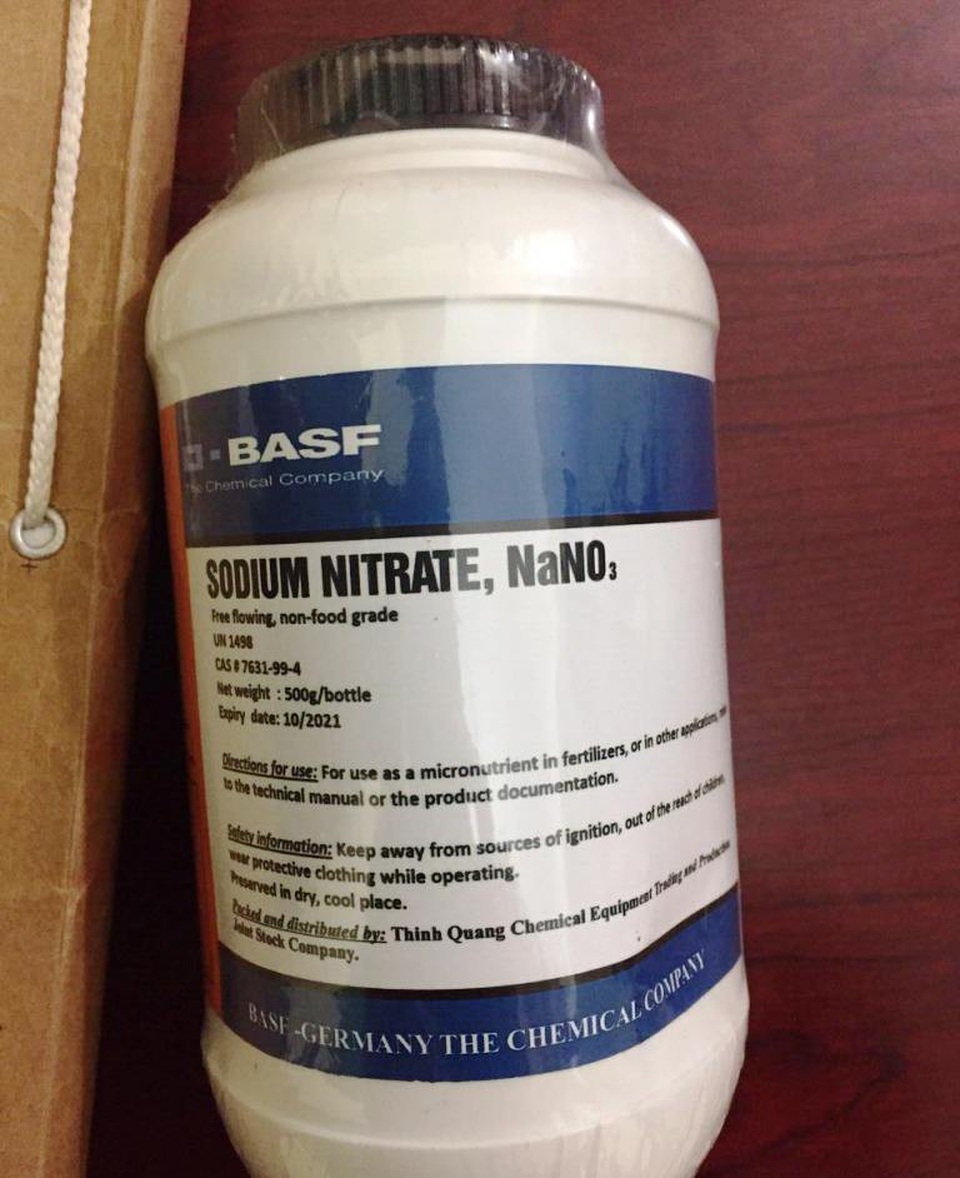 BASF
The Chemical Company
SODIUM NITRATE, NaNO₃
Free flowing, non-food grade
UN 1498
CAS # 7631-99-4
Net weight : 500g/bottle
Expiry date: 10/2021
Directions for use: For use as a micronutrient in fertilizers, or in other applications,
to the technical manual or the product documentation.
Safety information: Keep away from sources of ignition, out of the reach of children,
wear protective clothing while operating.
Preserved in dry, cool place.
Packed and distributed by: Thinh Quang Chemical Equipment Trading and Production
Joint Stock Company.
BASF -GERMANY THE CHEMICAL COMPANY